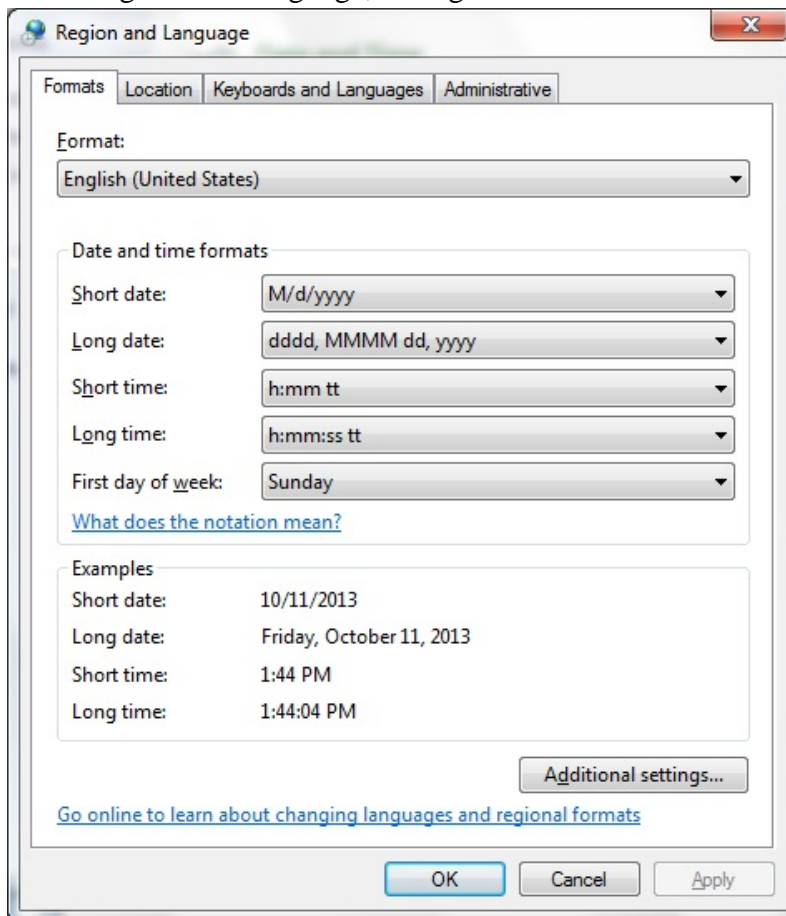 Region and Language
Formats Location Keyboards and Languages Administrative
Format:
English (United States)
Date and time formats
Short date: M/d/yyyy
Long date: dddd, MMMM dd, yyyy
Short time: h:mm tt
Long time: h:mm:ss tt
First day of week: Sunday
What does the notation mean?
Examples
Short date: 10/11/2013
Long date: Friday, October 11, 2013
Short time: 1:44 PM
Long time: 1:44:04 PM
Additional settings...
Go online to learn about changing languages and regional formats
OK Cancel Apply